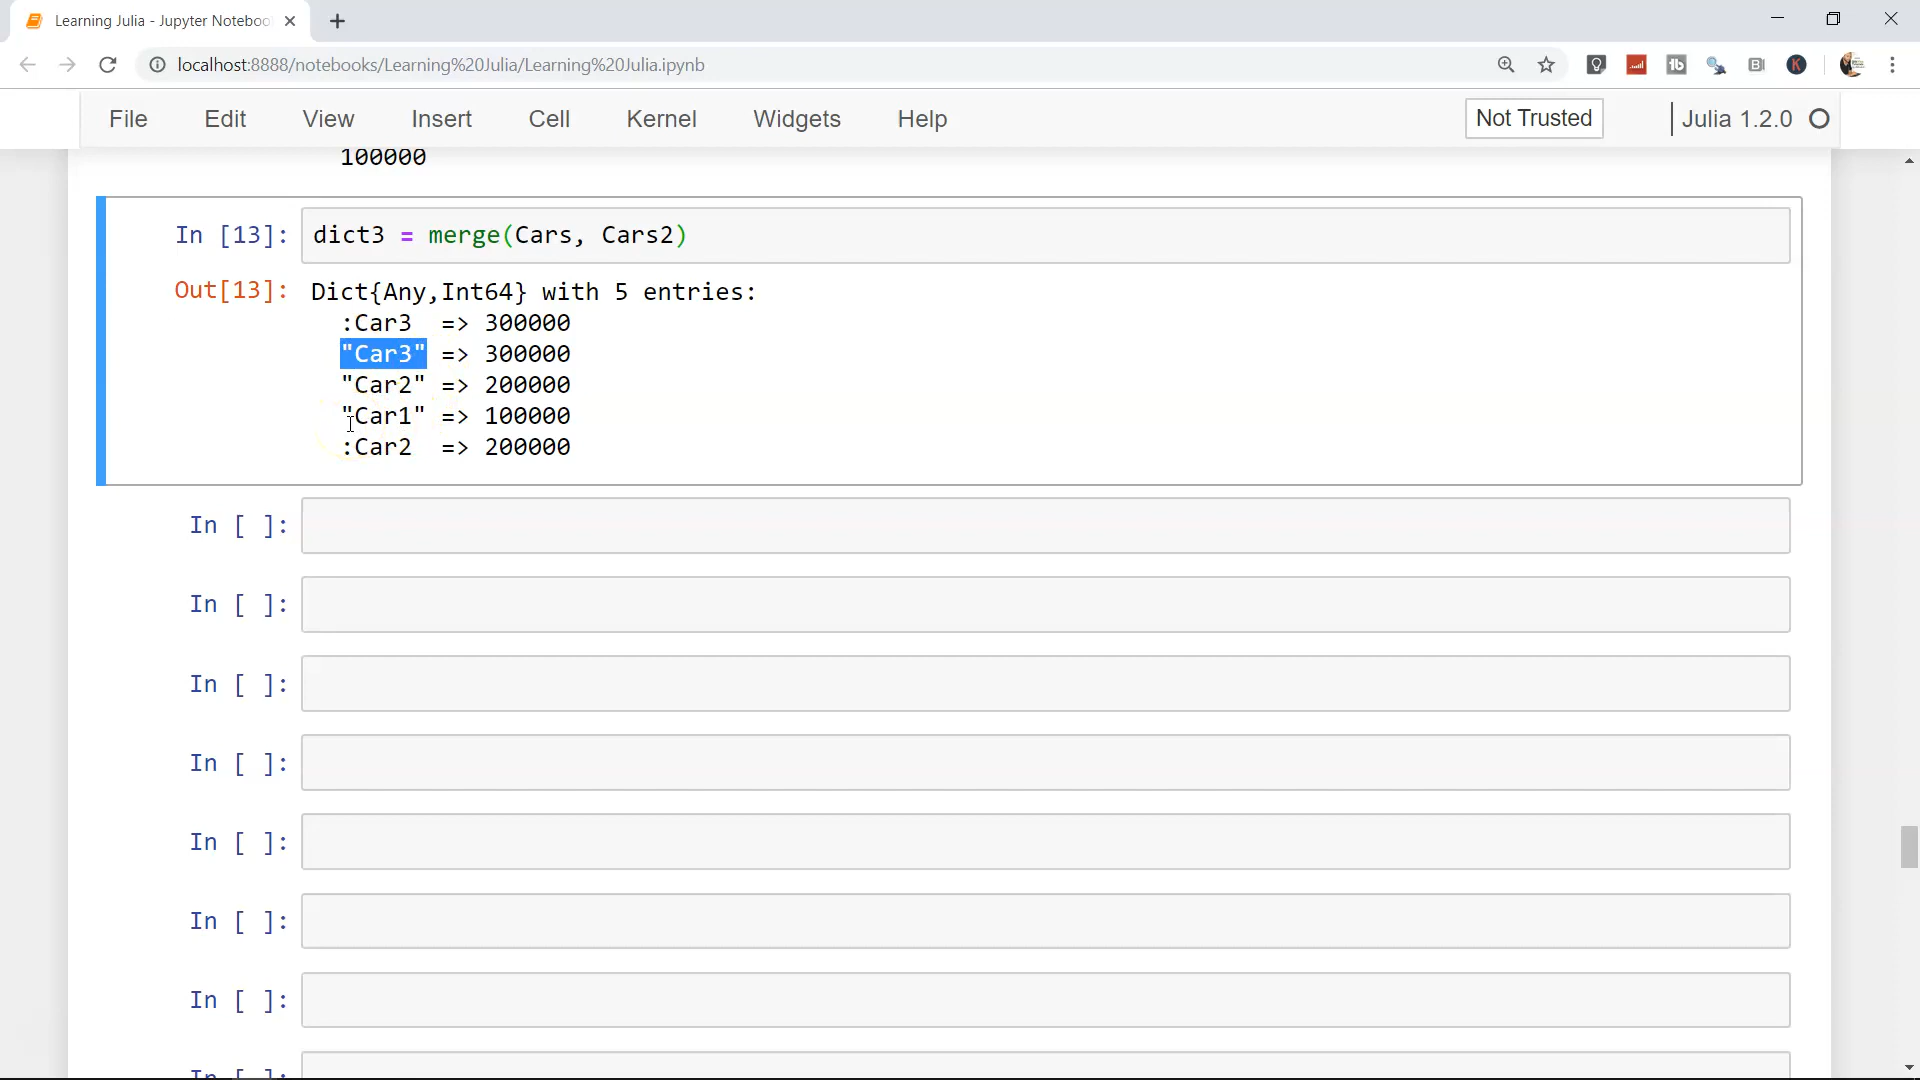 Learning Julia - Jupyter Noteboo
localhost:8888/notebooks/Learning%20Julia/Learning%20Julia.ipynb
File Edit View Insert Cell Kernel Widgets Help Not Trusted Julia 1.2.0
100000
In [13]: dict3 = merge(Cars, Cars2)
Out[13]: Dict{Any,Int64} with 5 entries:
:Car3 => 300000
"Car3" => 300000
"Car2" => 200000
"Car1" => 100000
:Car2 => 200000
In [ ]:
In [ ]:
In [ ]:
In [ ]:
In [ ]:
In [ ]:
In [ ]:
In [ ]: